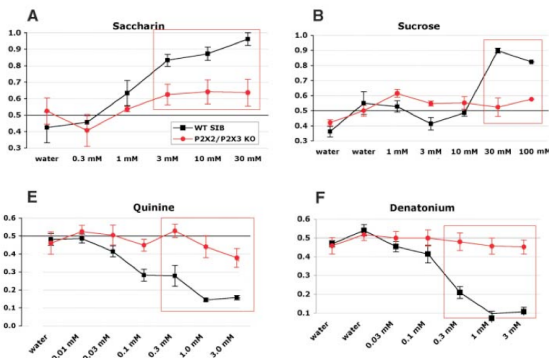 A
Saccharin
1.0
0.9
0.8
0.7
0.6
0.5
0.4
0.3
WT SIB
P2X2/P2X3 KO
water 0.3 mM 1 mM 3 mM 10 mM 30 mM
B
Sucrose
1.0
0.9
0.8
0.7
0.6
0.5
0.4
0.3
water water 1 mM 3 mM 10 mM 30 mM 100 mM
E
Quinine
0.6
0.5
0.4
0.3
0.2
0.1
0.0
water 0.01 mM 0.03 mM 0.1 mM 0.3 mM 1.0 mM 3.0 mM
F
Denatonium
0.6
0.5
0.4
0.3
0.2
0.1
water water 0.03 mM 0.1 mM 0.3 mM 1 mM 3 mM